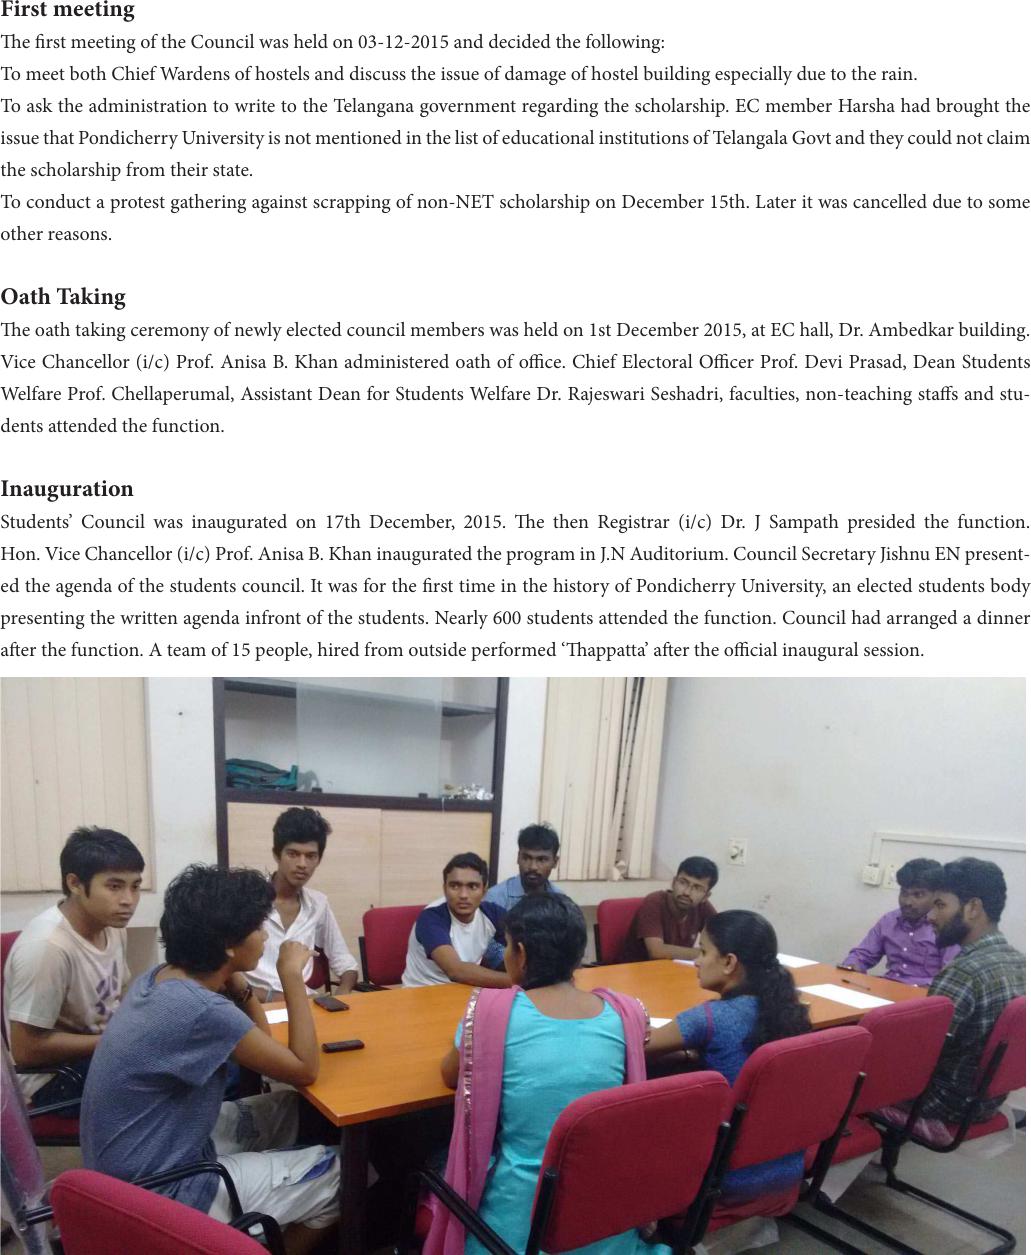 First meeting
The first meeting of the Council was held on 03-12-2015 and decided the following:
To meet both Chief Wardens of hostels and discuss the issue of damage of hostel building especially due to the rain.
To ask the administration to write to the Telangana government regarding the scholarship. EC member Harsha had brought the
issue that Pondicherry University is not mentioned in the list of educational institutions of Telangala Govt and they could not claim
the scholarship from their state.
To conduct a protest gathering against scrapping of non-NET scholarship on December 15th. Later it was cancelled due to some
other reasons.
Oath Taking
The oath taking ceremony of newly elected council members was held on 1st December 2015, at EC hall, Dr. Ambedkar building.
Vice Chancellor (i/c) Prof. Anisa B. Khan administered oath of office. Chief Electoral Officer Prof. Devi Prasad, Dean Students
Welfare Prof. Chellaperumal, Assistant Dean for Students Welfare Dr. Rajeswari Seshadri, faculties, non-teaching staffs and stu-
dents attended the function.
Inauguration
Students’ Council was inaugurated on 17th December, 2015. The then Registrar (i/c) Dr. J Sampath presided the function.
Hon. Vice Chancellor (i/c) Prof. Anisa B. Khan inaugurated the program in J.N Auditorium. Council Secretary Jishnu EN present-
ed the agenda of the students council. It was for the first time in the history of Pondicherry University, an elected students body
presenting the written agenda infront of the students. Nearly 600 students attended the function. Council had arranged a dinner
after the function. A team of 15 people, hired from outside performed ‘Thappatta’ after the official inaugural session.